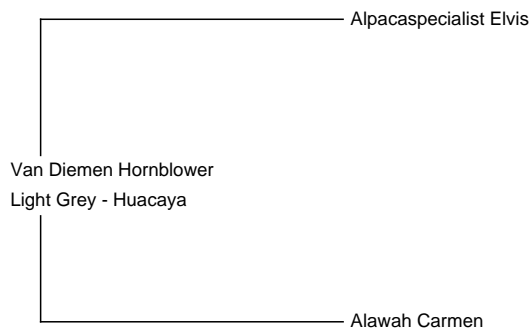 Alpacaspecialist Elvis
Van Diemen Hornblower
Light Grey - Huacaya
Alawah Carmen